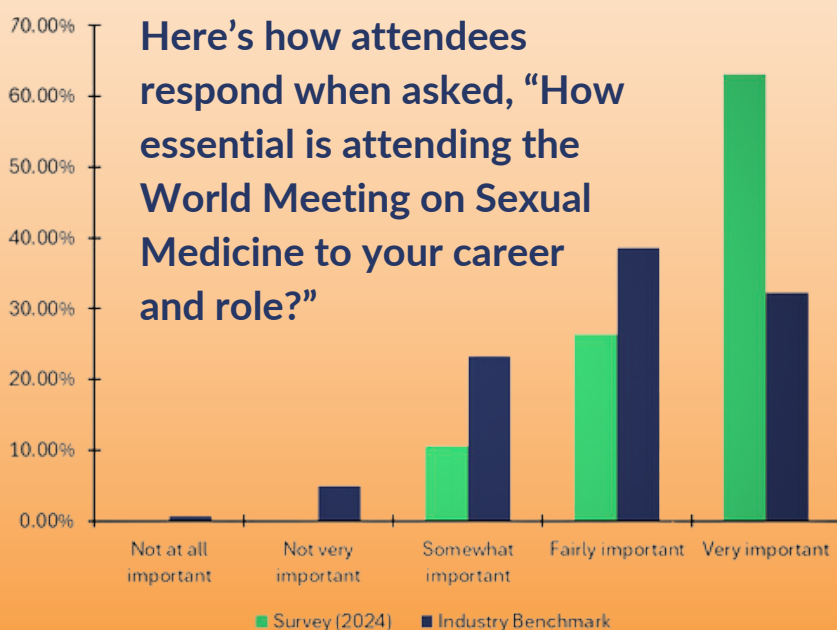 Here’s how attendees
respond when asked, “How
essential is attending the
World Meeting on Sexual
Medicine to your career
and role?”
70.00%
60.00%
50.00%
40.00%
30.00%
20.00%
10.00%
0.00%
Not at all
important
Not very
important
Somewhat
important
Fairly important
Very important
Survey (2024)
Industry Benchmark